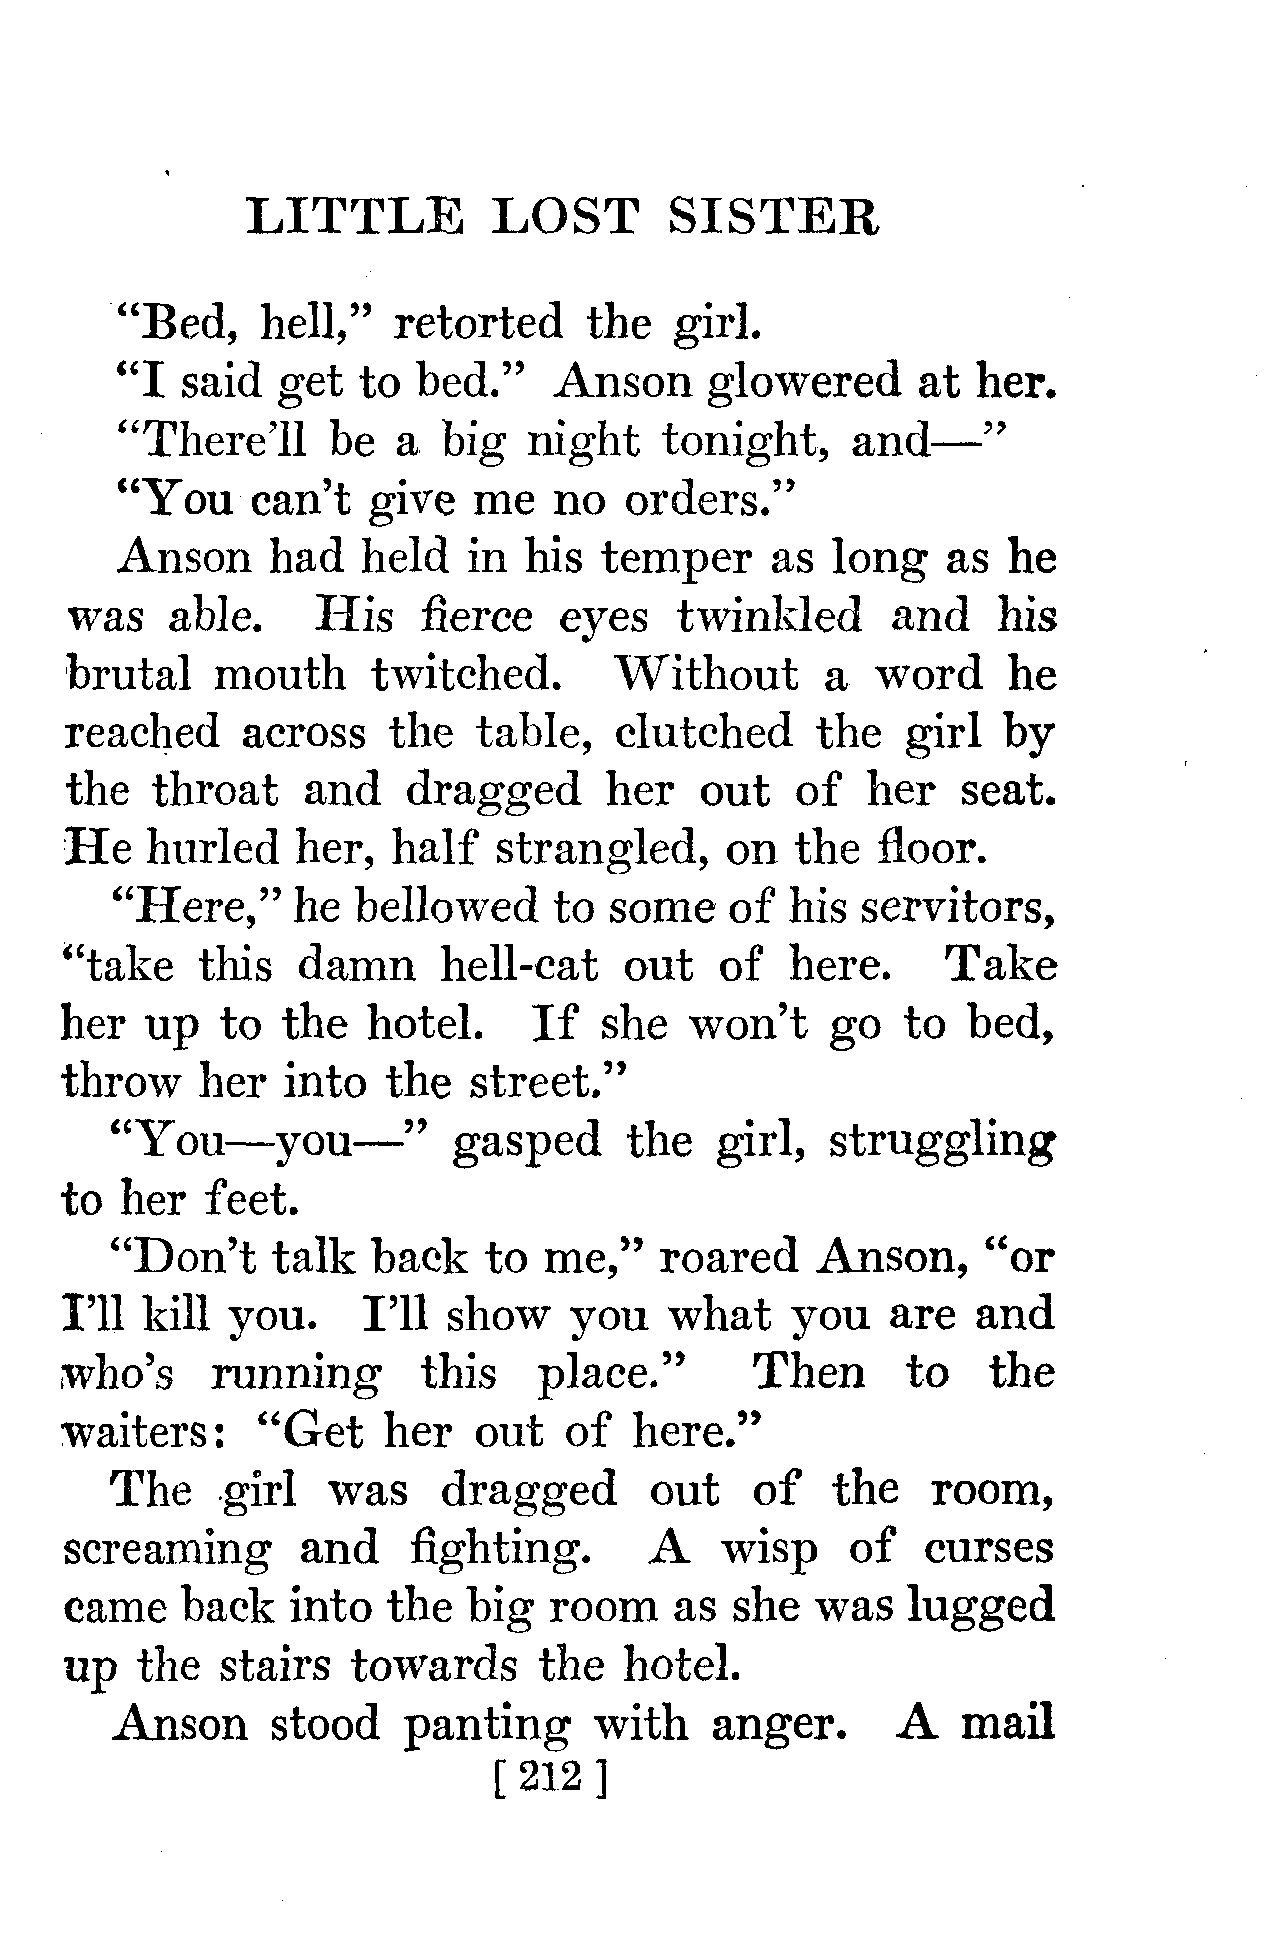 LITTLE LOST SISTER
“Bed, hell,” retorted the girl.
“I said get to bed.” Anson glowered at her.
“There’ll be a big night tonight, and—”
“You can’t give me no orders.”
Anson had held in his temper as long as he
was able. His fierce eyes twinkled and his
brutal mouth twitched. Without a word he
reached across the table, clutched the girl by
the throat and dragged her out of her seat.
He hurled her, half strangled, on the floor.
“Here,” he bellowed to some of his servitors,
“take this damn hell-cat out of here. Take
her up to the hotel. If she won’t go to bed,
throw her into the street.”
“You—you—” gasped the girl, struggling
to her feet.
“Don’t talk back to me,” roared Anson, “or
I’ll kill you. I’ll show you what you are and
who’s running this place.” Then to the
waiters: “Get her out of here.”
The girl was dragged out of the room,
screaming and fighting. A wisp of curses
came back into the big room as she was lugged
up the stairs towards the hotel.
Anson stood panting with anger. A mail
[ 212 ]